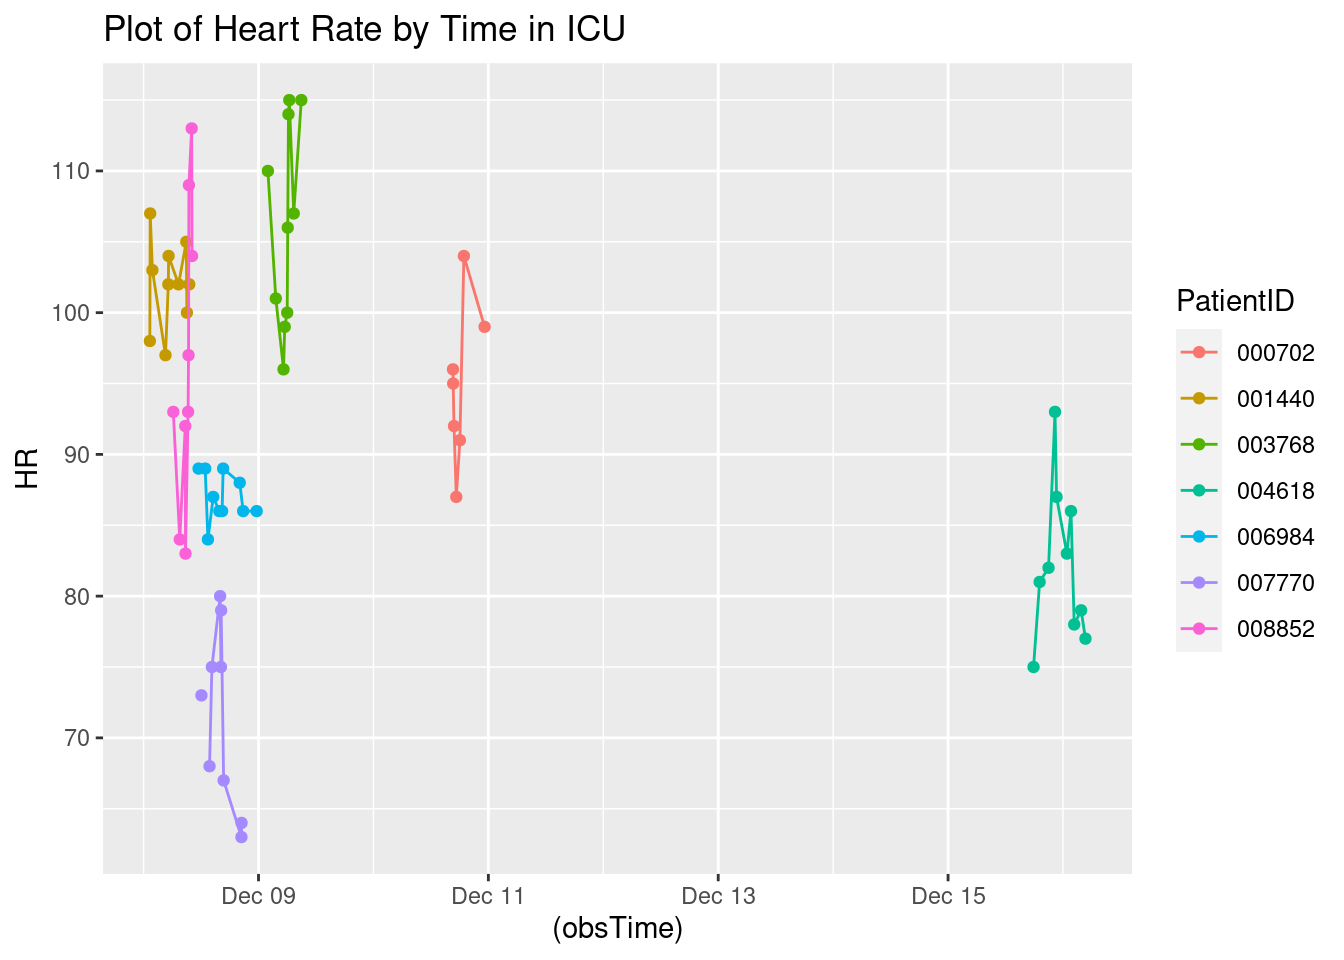 Plot of Heart Rate by Time in ICU
HR
110
100
90
80
70
Dec 09
Dec 11
Dec 13
Dec 15
(obsTime)
PatientID
000702
001440
003768
004618
006984
007770
008852